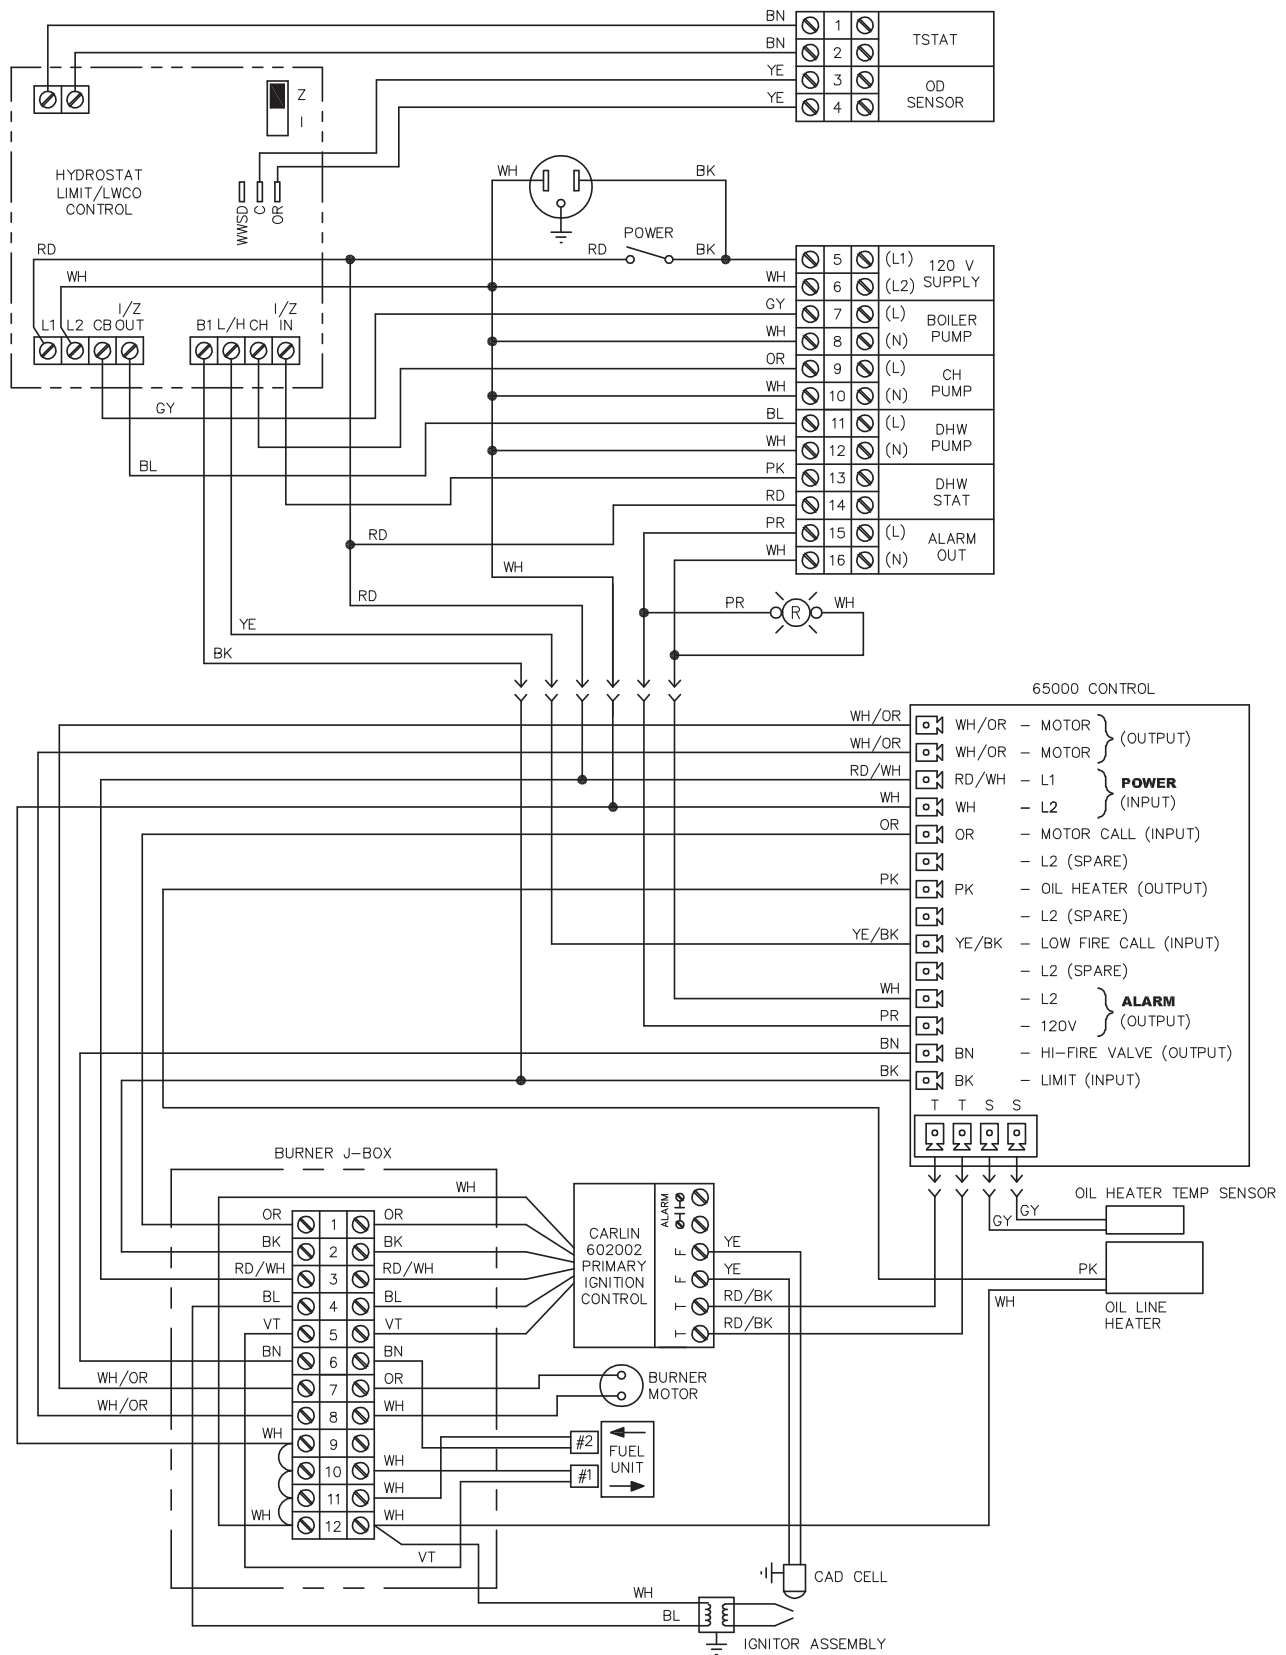 BN
1
TSTAT
BN
2
YE
3
OD
SENSOR
YE
4
Z
I
HYDROSTAT
LIMIT/LWCO
CONTROL
WWSD
C
OR
WH
BK
POWER
RD
RD
BK
5
(L1)
120 V
SUPPLY
WH
WH
6
(L2)
GY
7
(L)
BOILER
PUMP
I/Z
I/Z
L1
L2
CB
OUT
B1
L/H
CH
IN
WH
8
(N)
OR
9
(L)
CH
PUMP
WH
10
(N)
GY
BL
11
(L)
DHW
PUMP
WH
12
(N)
BL
PK
13
DHW
STAT
RD
14
PR
15
(L)
ALARM
OUT
RD
WH
16
(N)
WH
RD
PR
R
WH
YE
BK
65000 CONTROL
WH/OR
WH/OR – MOTOR
(OUTPUT)
WH/OR
WH/OR – MOTOR
RD/WH
RD/WH – L1
POWER
(INPUT)
WH
WH – L2
OR
OR – MOTOR CALL (INPUT)
– L2 (SPARE)
PK
PK – OIL HEATER (OUTPUT)
– L2 (SPARE)
YE/BK
YE/BK – LOW FIRE CALL (INPUT)
– L2 (SPARE)
WH
– L2
ALARM
(OUTPUT)
PR
– 120V
BN
BN – HI-FIRE VALVE (OUTPUT)
BK
BK – LIMIT (INPUT)
T T S S
BURNER J-BOX
WH
ALARM
OIL HEATER TEMP SENSOR
GY
GY
OR
1
OR
CARLIN
602002
PRIMARY
IGNITION
CONTROL
BK
2
BK
F
YE
RD/WH
3
RD/WH
F
YE
PK
BL
4
BL
T
RD/BK
WH
OIL LINE
HEATER
VT
5
VT
T
RD/BK
BN
6
BN
WH/OR
7
OR
BURNER
MOTOR
WH/OR
8
WH
WH
9
#2
FUEL
UNIT
10
WH
#1
11
WH
WH
12
WH
VT
CAD CELL
WH
BL
IGNITOR ASSEMBLY